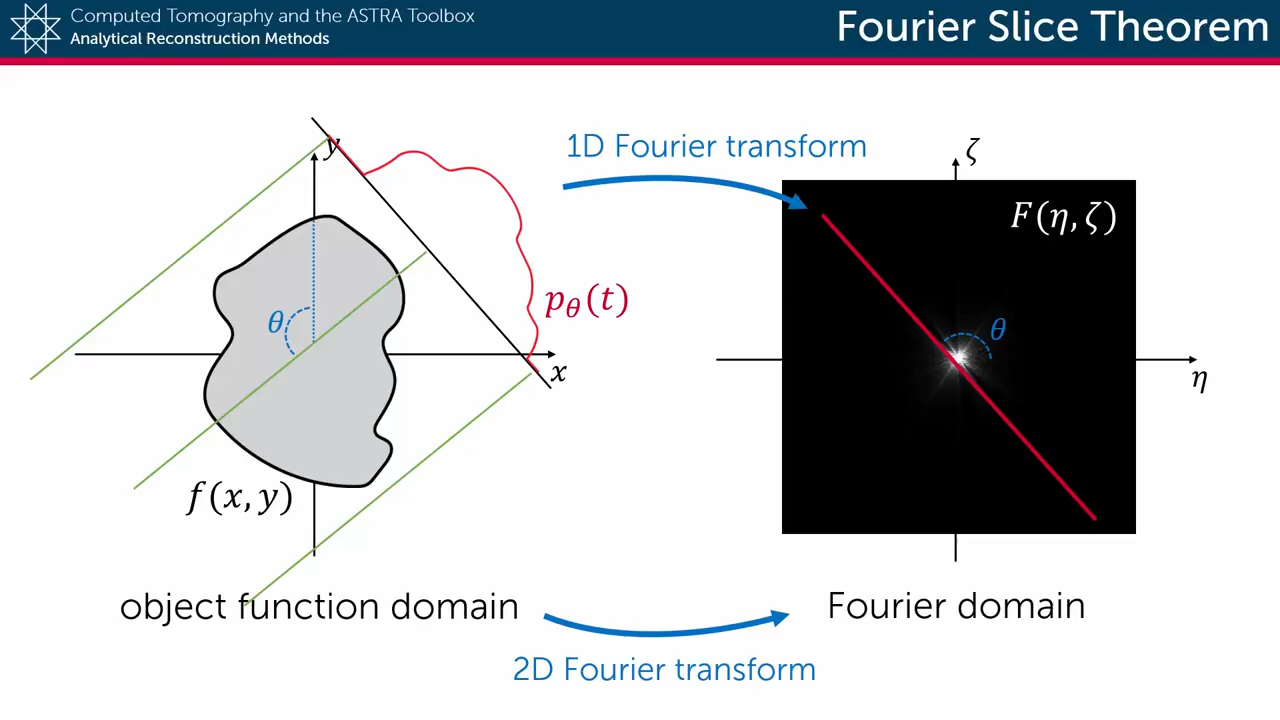 Computed Tomography and the ASTRA Toolbox
Analytical Reconstruction Methods
Fourier Slice Theorem
1D Fourier transform
y
ζ
F(η, ζ)
θ
p_θ(t)
θ
x
η
f(x, y)
object function domain
Fourier domain
2D Fourier transform